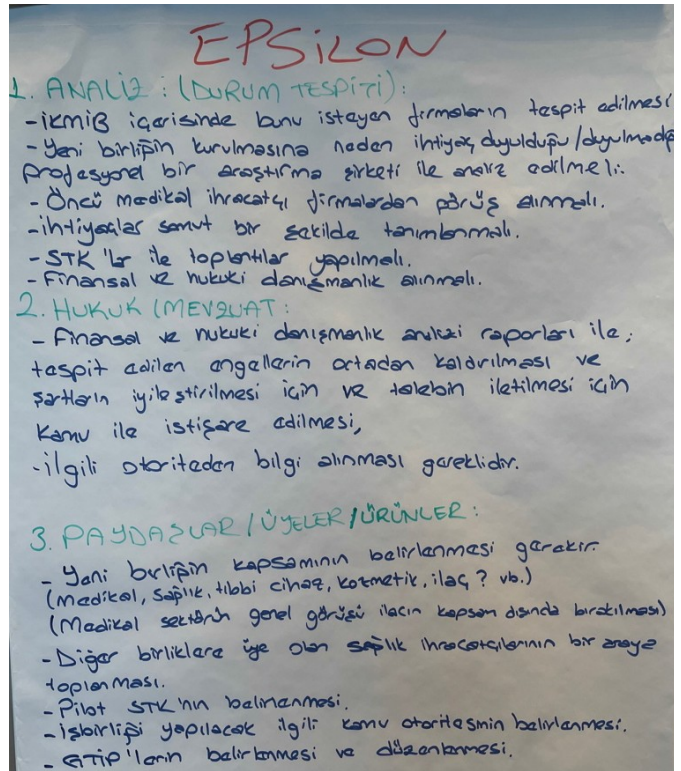 EPSİLON
1. ANALİZ : (DURUM TESPİTİ) :
- İKMİB içerisinde bunu isteyen firmaların tespit edilmesi
- Yeni birliğin kurulmasına neden ihtiyaç duyulduğu/duyulmadığı
profesyonel bir araştırma şirketi ile analiz edilmeli.
- Öncü medikal ihracatçı firmalardan görüş alınmalı.
- ihtiyaçlar somut bir şekilde tanımlanmalı.
- STK'lar ile toplantılar yapılmalı.
- Finansal ve hukuki danışmanlık alınmalı.
2. HUKUK (MEVZUAT :
- Finansal ve hukuki danışmanlık analizi raporları ile;
tespit edilen engellerin ortadan kaldırılması ve
şartların iyileştirilmesi için ve talebin iletilmesi için
Kamu ile istişare edilmesi,
- ilgili otoriteden bilgi alınması gereklidir.
3. PAYDAŞLAR / ÜYELER / ÜRÜNLER :
- Yeni birliğin kapsamının belirlenmesi gerekir.
(Medikal, Sağlık, tıbbi cihaz, kozmetik, ilaç ? vb.)
(Medikal sektörün genel görüşü ilacın kapsam dışında bırakılması)
- Diğer birliklere üye olan sağlık ihracatçılarının bir araya
toplanması.
- Pilot STK'nın belirlenmesi.
- işbirliği yapılacak ilgili kamu otoritesinin belirlenmesi.
- GTİP'lerin belirlenmesi ve düzenlenmesi.